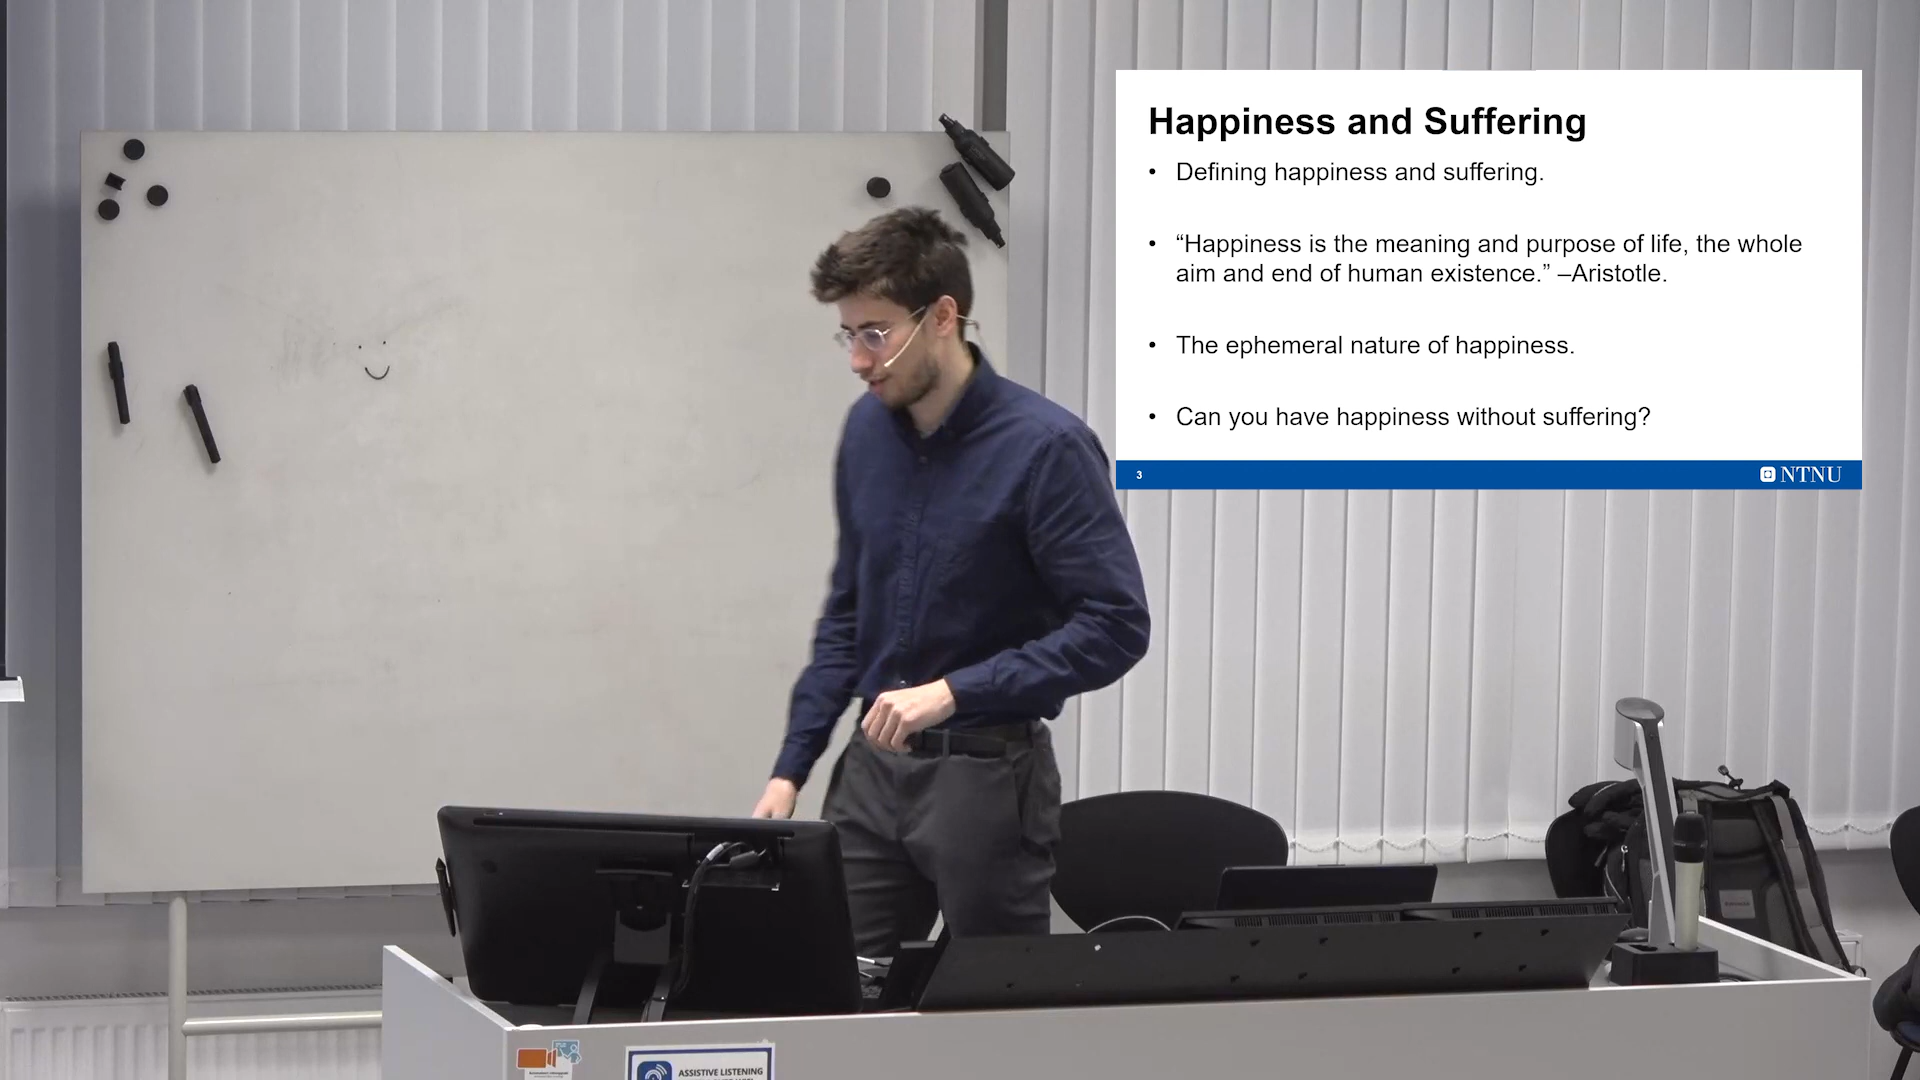 Happiness and Suffering
• Defining happiness and suffering.
• “Happiness is the meaning and purpose of life, the whole
aim and end of human existence.” –Aristotle.
• The ephemeral nature of happiness.
• Can you have happiness without suffering?
3
NTNU
ASSISTIVE LISTENING